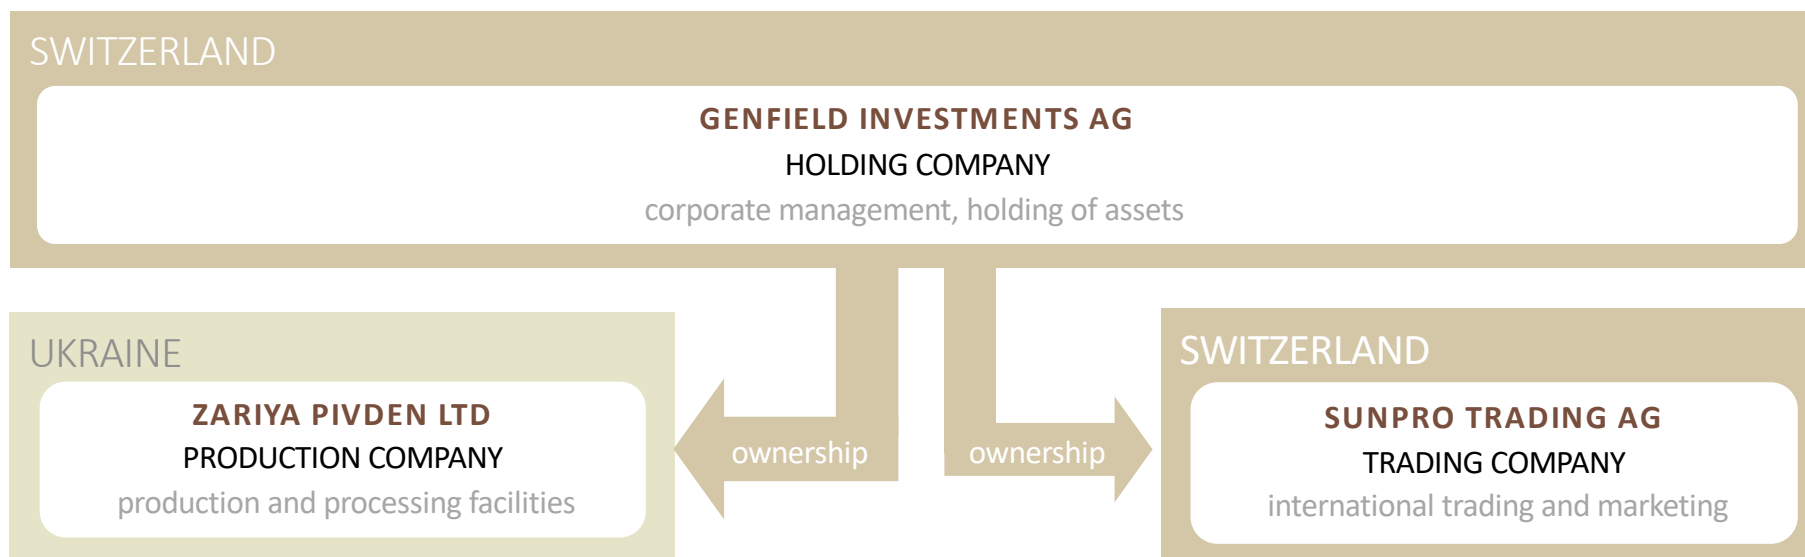 SWITZERLAND
GENFIELD INVESTMENTS AG
HOLDING COMPANY
corporate management, holding of assets
UKRAINE
ZARIYA PIVDEN LTD
PRODUCTION COMPANY
production and processing facilities
ownership
ownership
SWITZERLAND
SUNPRO TRADING AG
TRADING COMPANY
international trading and marketing